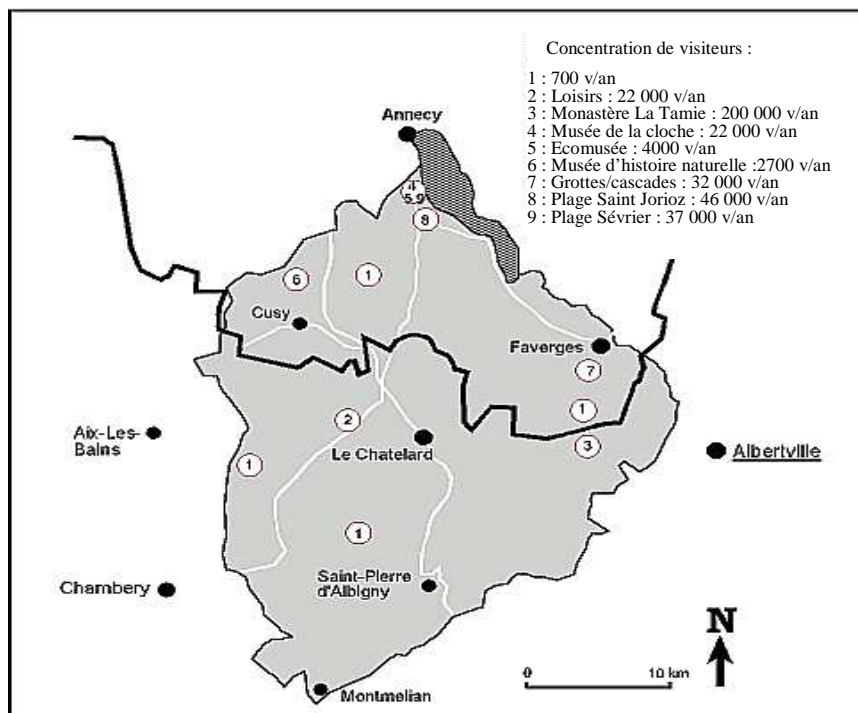 Concentration de visiteurs :
1 : 700 v/an
2 : Loisirs : 22 000 v/an
3 : Monastère La Tamie : 200 000 v/an
4 : Musée de la cloche : 22 000 v/an
5 : Ecomusée : 4000 v/an
6 : Musée d’histoire naturelle :2700 v/an
7 : Grottes/cascades : 32 000 v/an
8 : Plage Saint Jorioz : 46 000 v/an
9 : Plage Sévrier : 37 000 v/an
Annecy
4
5.9
8
6
1
Cusy
Faverges
7
1
2
3
Aix-Les-
Bains
Le Chatelard
Albertville
1
1
Saint-Pierre
d'Albigny
Chambery
N
0
10 km
Montmelian